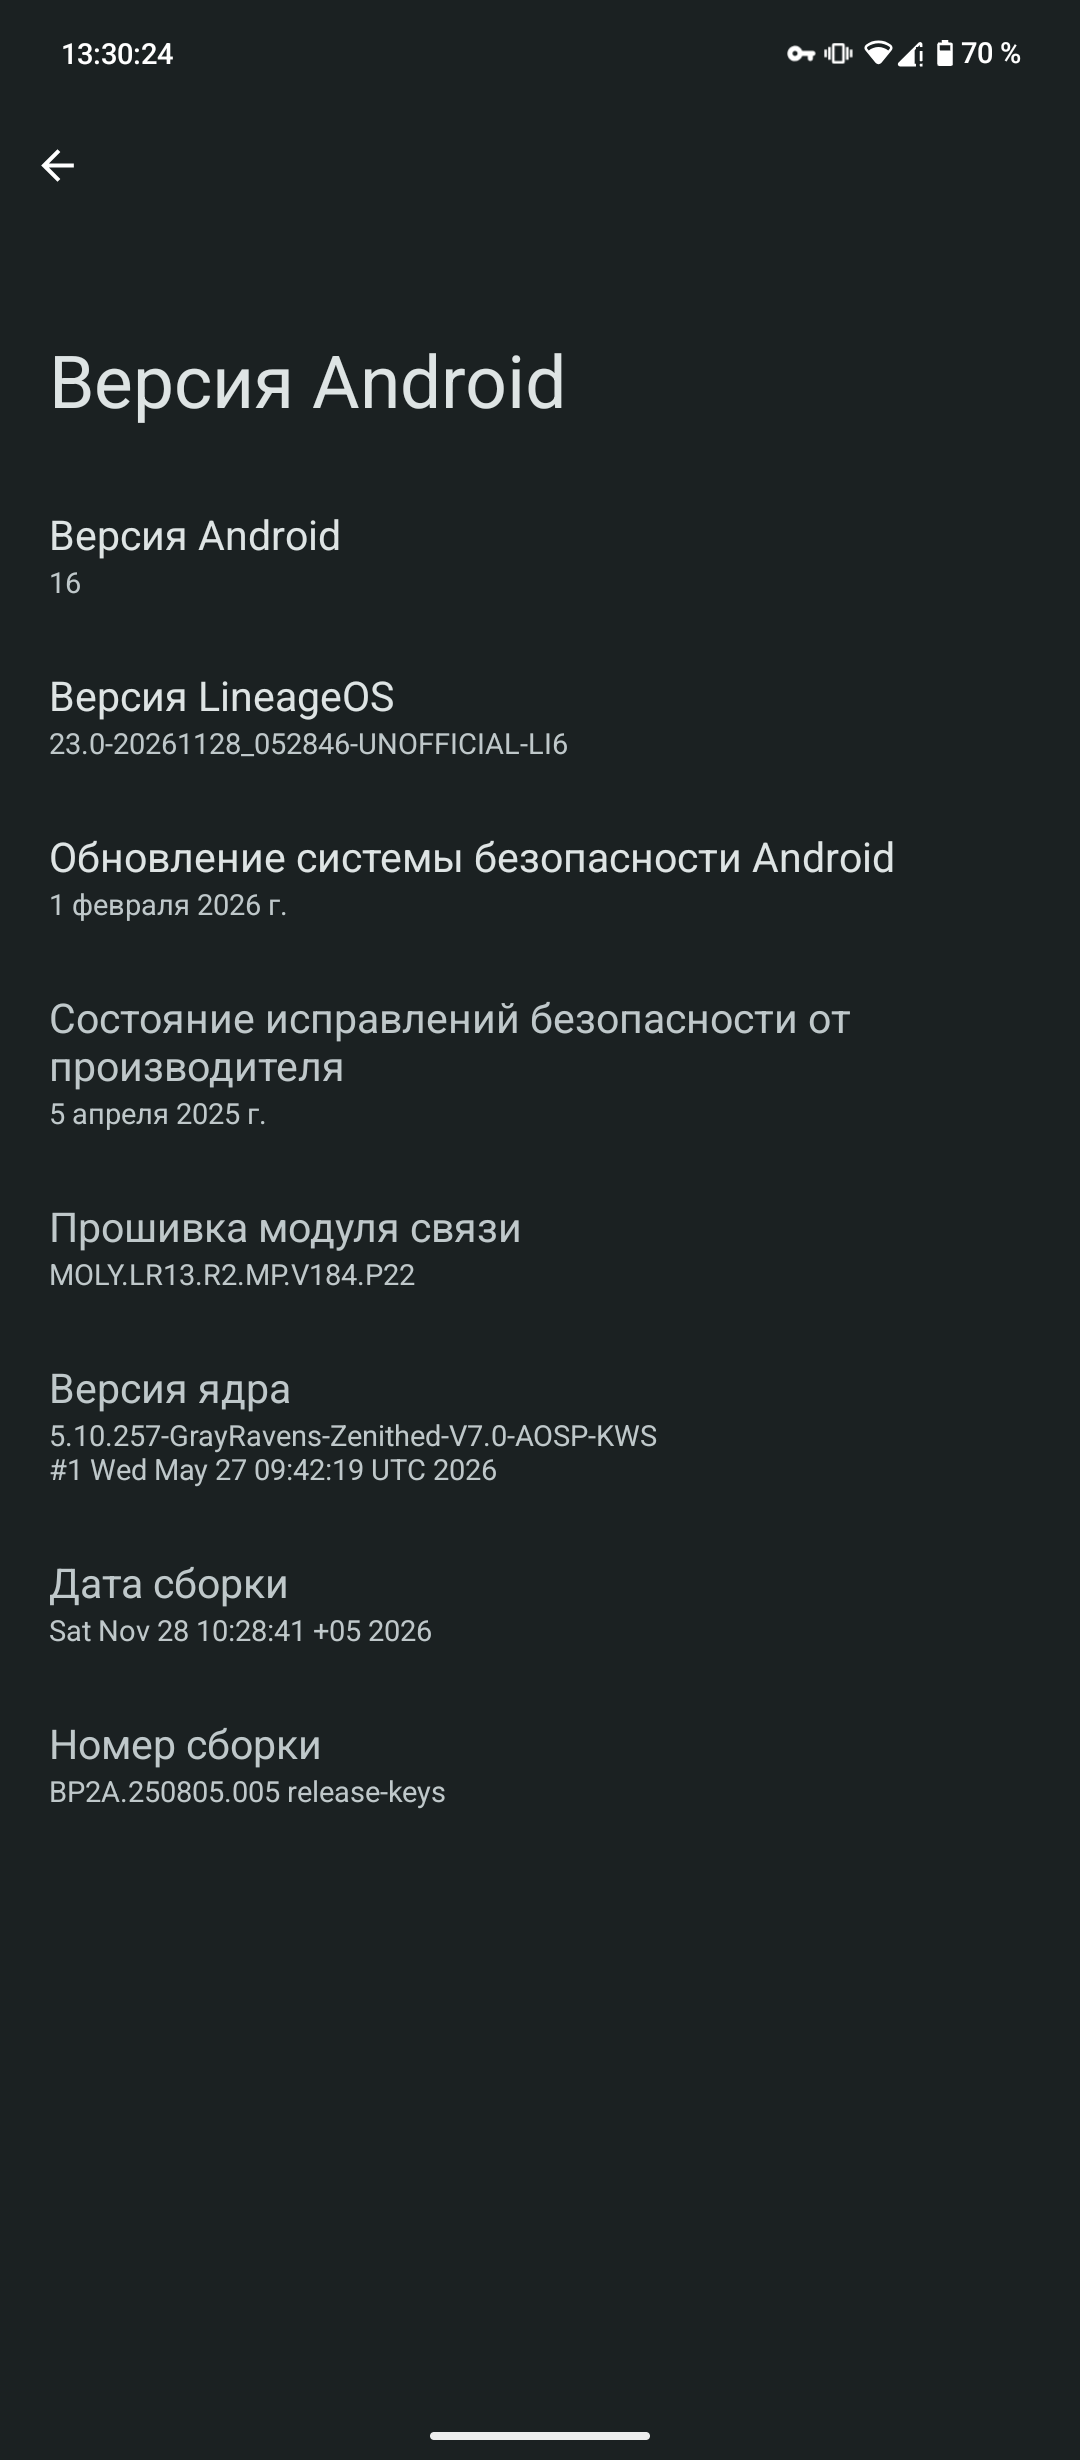 13:30:24
70 %
Версия Android
Версия Android
16
Версия LineageOS
23.0-20261128_052846-UNOFFICIAL-LI6
Обновление системы безопасности Android
1 февраля 2026 г.
Состояние исправлений безопасности от
производителя
5 апреля 2025 г.
Прошивка модуля связи
MOLY.LR13.R2.MP.V184.P22
Версия ядра
5.10.257-GrayRavens-Zenithed-V7.0-AOSP-KWS
#1 Wed May 27 09:42:19 UTC 2026
Дата сборки
Sat Nov 28 10:28:41 +05 2026
Номер сборки
BP2A.250805.005 release-keys